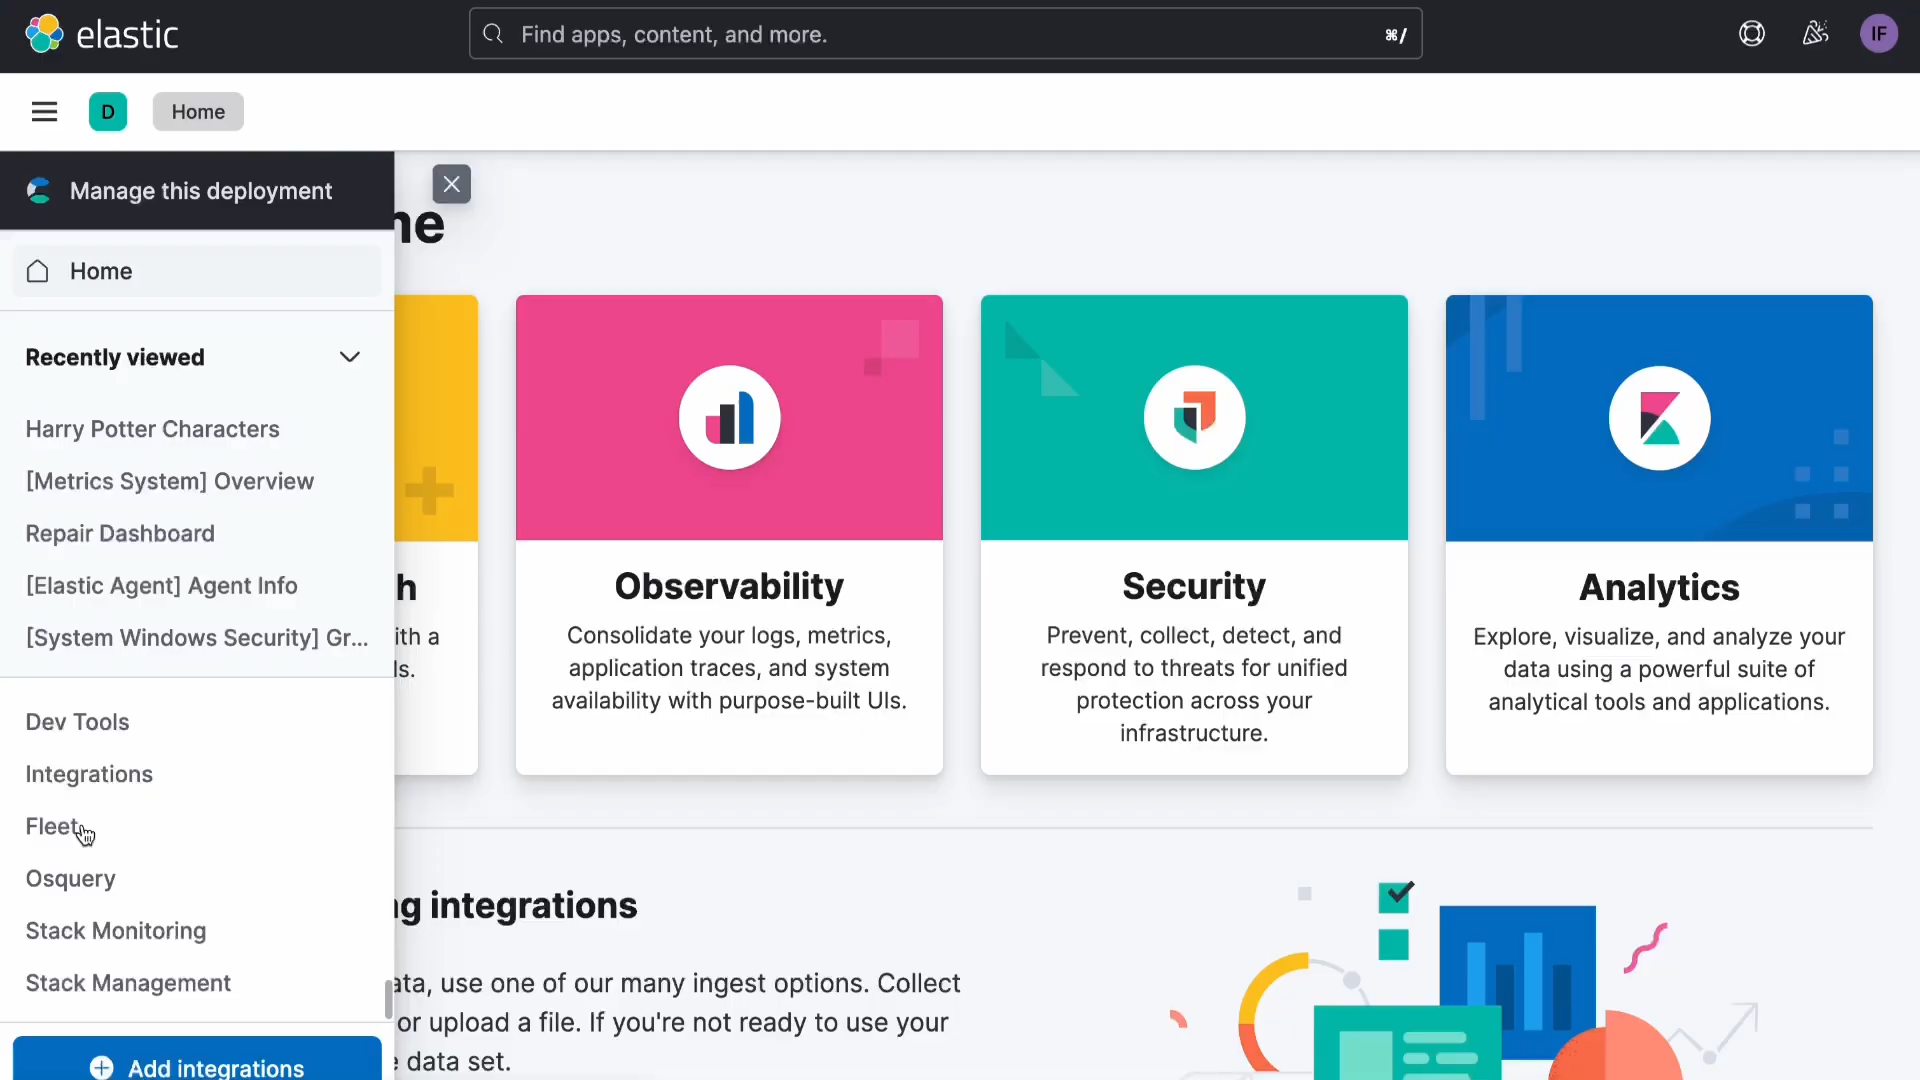 elastic
Find apps, content, and more.
⌘/
IF
D
Home
Manage this deployment
ne
Home
Recently viewed
Harry Potter Characters
[Metrics System] Overview
Repair Dashboard
[Elastic Agent] Agent Info
[System Windows Security] Gr...
Dev Tools
Integrations
Fleet
Osquery
Stack Monitoring
Stack Management
Add integrations
h
ith a
ls.
Observability
Consolidate your logs, metrics,
application traces, and system
availability with purpose-built UIs.
Security
Prevent, collect, detect, and
respond to threats for unified
protection across your
infrastructure.
Analytics
Explore, visualize, and analyze your
data using a powerful suite of
analytical tools and applications.
g integrations
ata, use one of our many ingest options. Collect
or upload a file. If you're not ready to use your
data set.